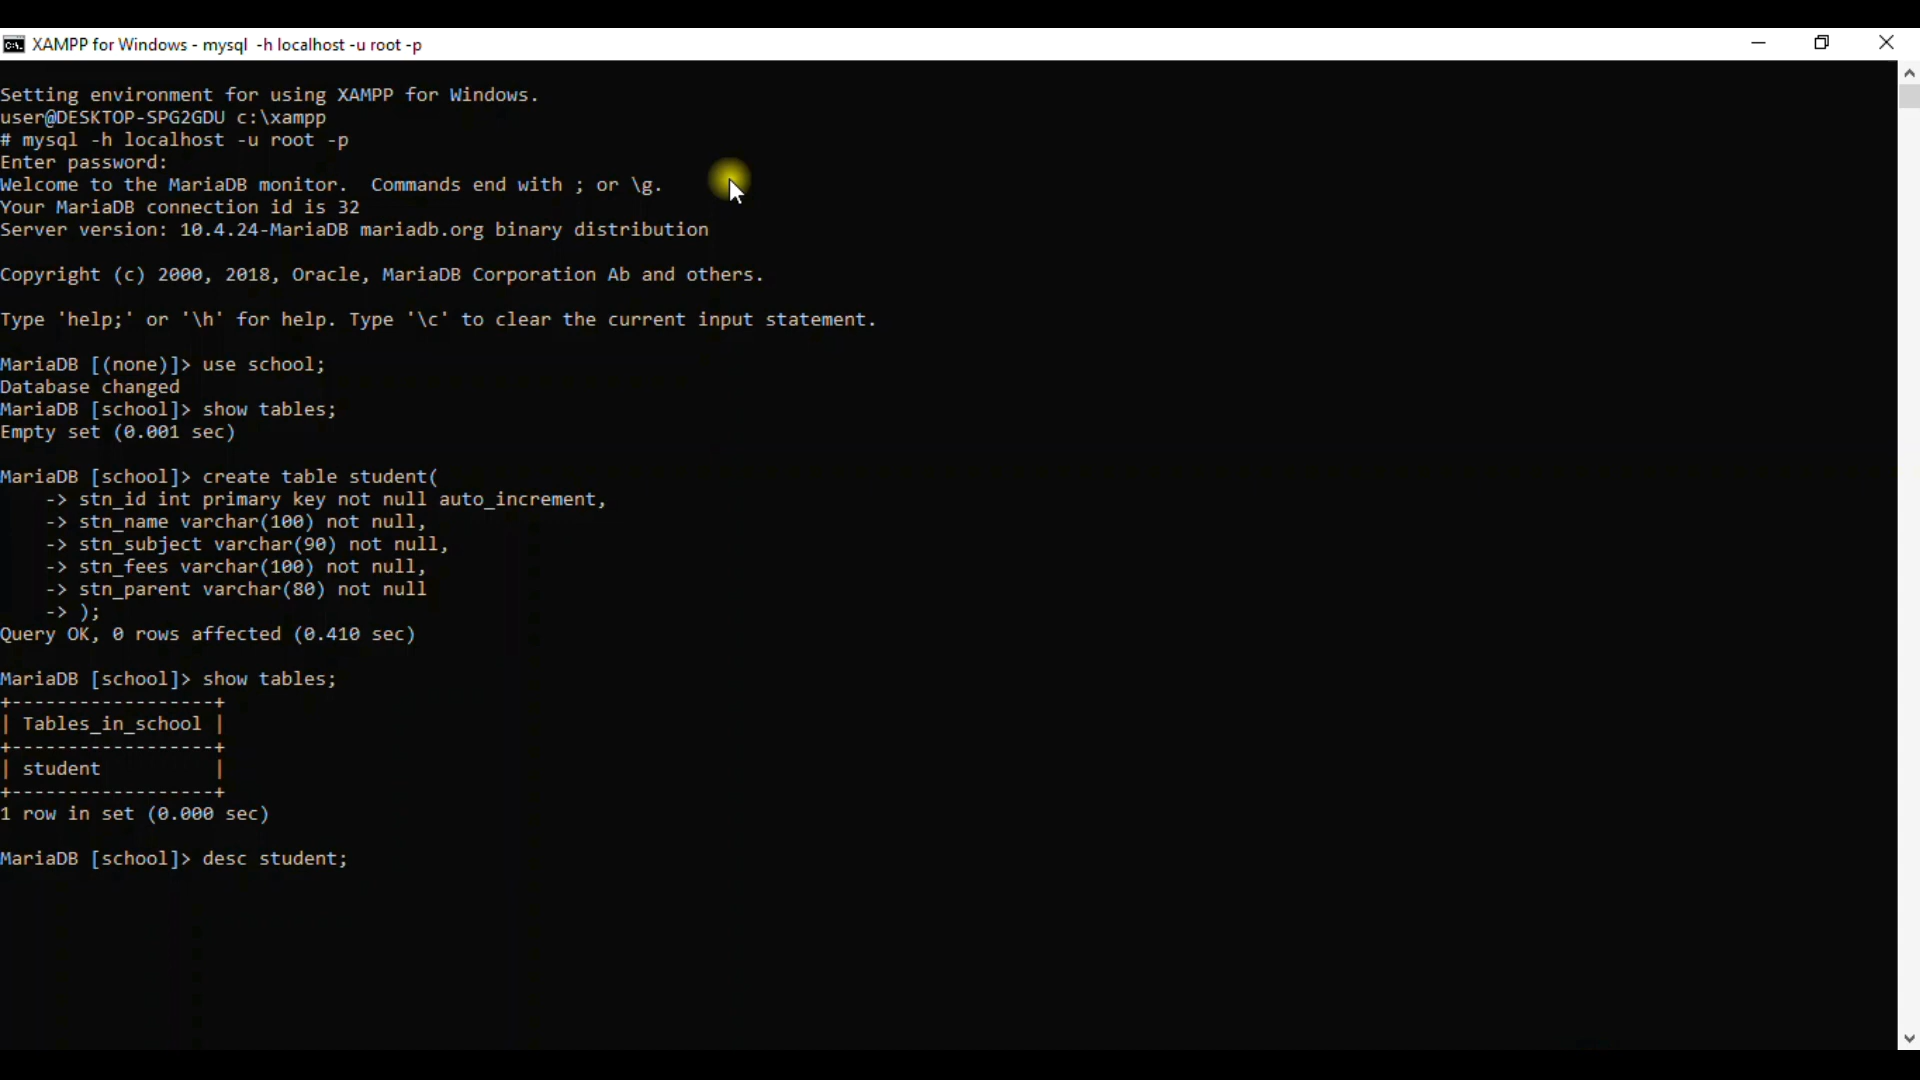 XAMPP for Windows - mysql -h localhost -u root -p
Setting environment for using XAMPP for Windows.
user@DESKTOP-SPG2GDU c:\xampp
# mysql -h localhost -u root -p
Enter password:
Welcome to the MariaDB monitor.  Commands end with ; or \g.
Your MariaDB connection id is 32
Server version: 10.4.24-MariaDB mariadb.org binary distribution
Copyright (c) 2000, 2018, Oracle, MariaDB Corporation Ab and others.
Type 'help;' or '\h' for help. Type '\c' to clear the current input statement.
MariaDB [(none)]> use school;
Database changed
MariaDB [school]> show tables;
Empty set (0.001 sec)
MariaDB [school]> create table student(
    -> stn_id int primary key not null auto_increment,
    -> stn_name varchar(100) not null,
    -> stn_subject varchar(90) not null,
    -> stn_fees varchar(100) not null,
    -> stn_parent varchar(80) not null
    -> );
Query OK, 0 rows affected (0.410 sec)
MariaDB [school]> show tables;
+------------------+
| Tables_in_school |
+------------------+
| student          |
+------------------+
1 row in set (0.000 sec)
MariaDB [school]> desc student;